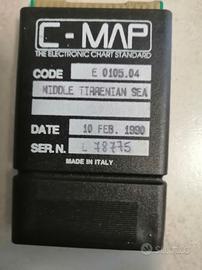 C-MAP
THE ELECTRONIC CHART STANDARD
CODE E 0105.04
MIDDLE TIRRENIAN SEA
DATE 10 FEB. 1990
SER.N. L 78775
MADE IN ITALY
subito